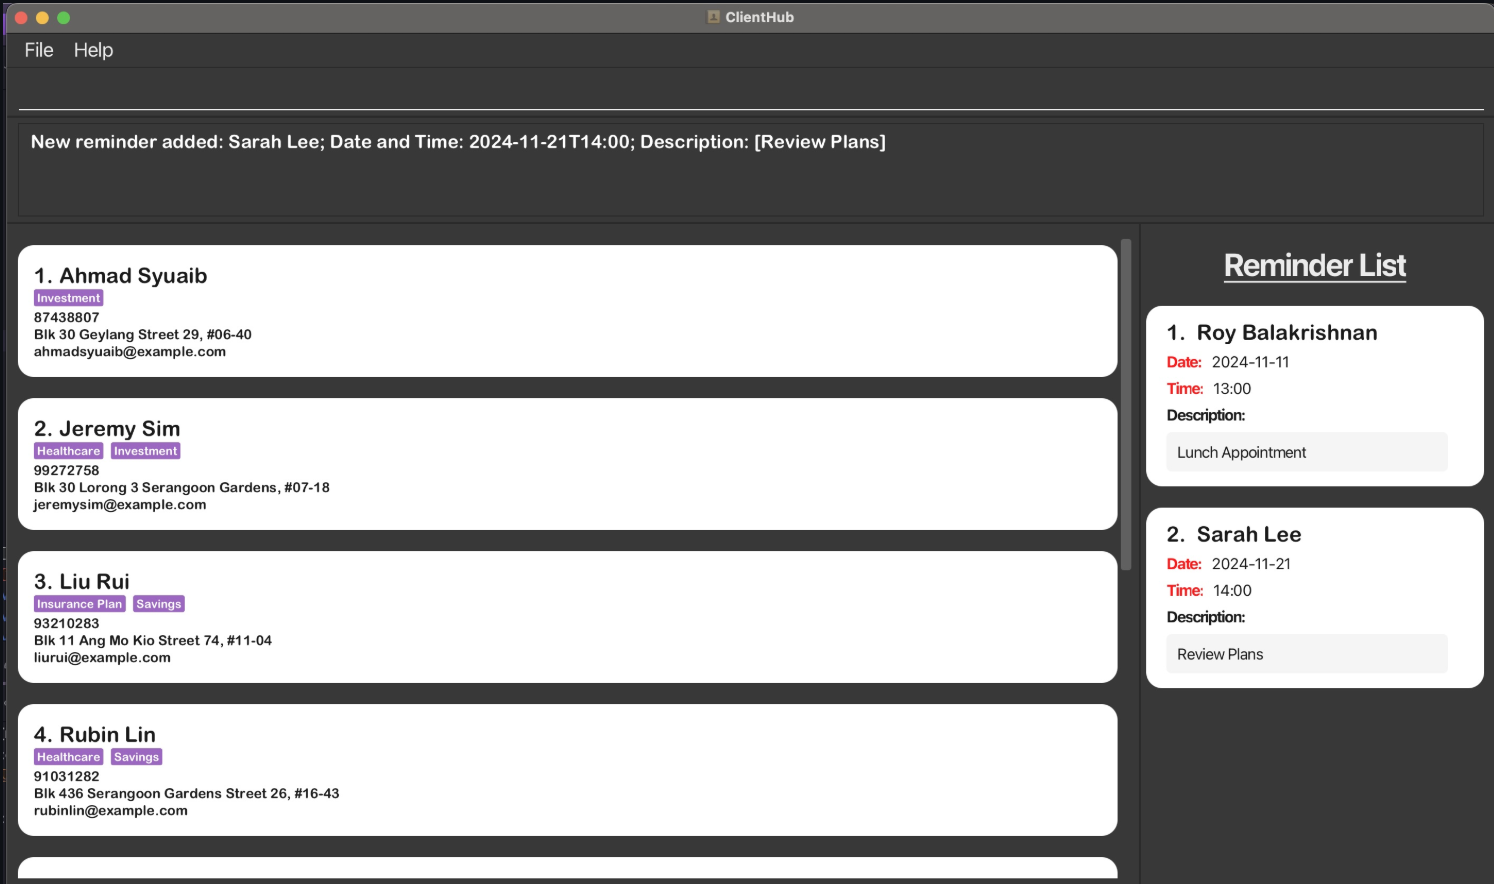 ClientHub
File Help
New reminder added: Sarah Lee; Date and Time: 2024-11-21T14:00; Description: [Review Plans]
1. Ahmad Syuaib
Investment
87438807
Blk 30 Geylang Street 29, #06-40
ahmadsyuaib@example.com
2. Jeremy Sim
Healthcare Investment
99272758
Blk 30 Lorong 3 Serangoon Gardens, #07-18
jeremysim@example.com
3. Liu Rui
Insurance Plan Savings
93210283
Blk 11 Ang Mo Kio Street 74, #11-04
liurui@example.com
4. Rubin Lin
Healthcare Savings
91031282
Blk 436 Serangoon Gardens Street 26, #16-43
rubinlin@example.com
Reminder List
1. Roy Balakrishnan
Date: 2024-11-11
Time: 13:00
Description:
Lunch Appointment
2. Sarah Lee
Date: 2024-11-21
Time: 14:00
Description:
Review Plans